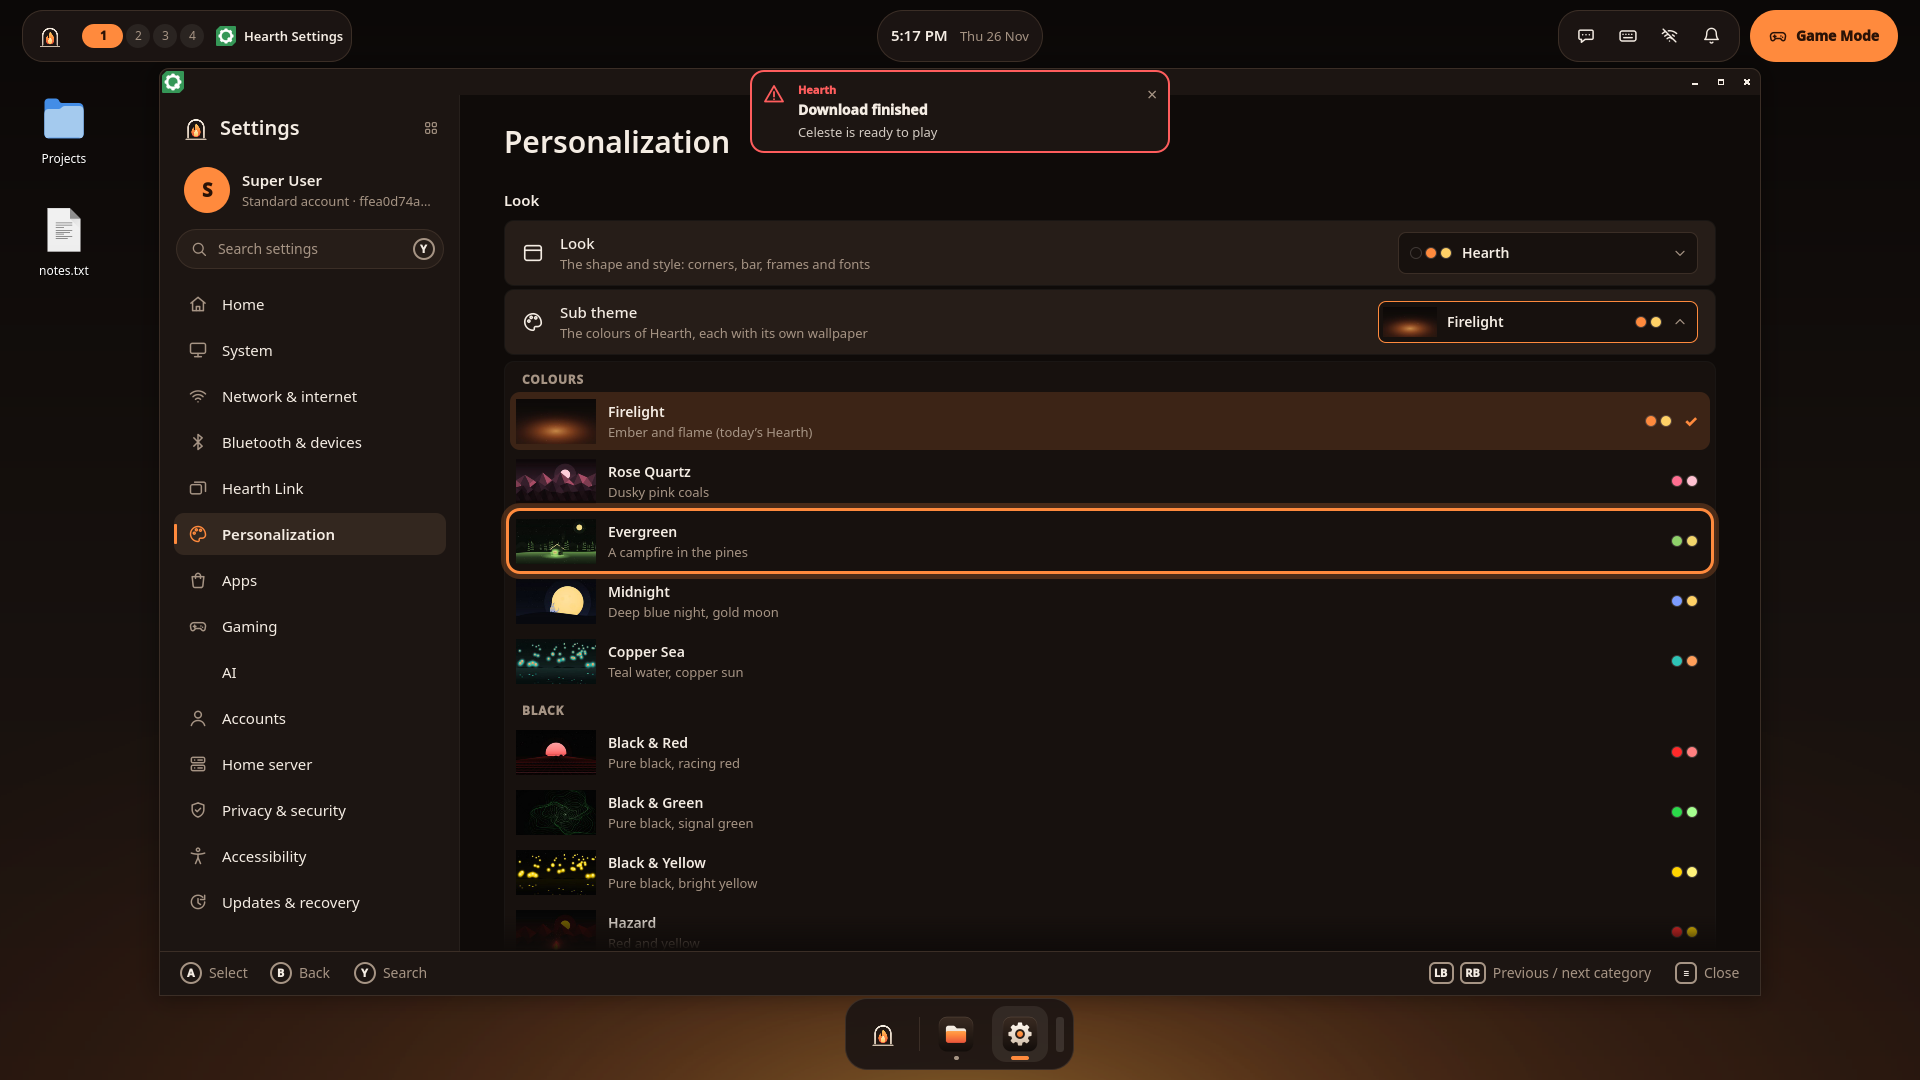 1 2 3 4 Hearth Settings
5:17 PM Thu 26 Nov
Game Mode
Projects
notes.txt
Hearth
Download finished
Celeste is ready to play
Settings
S
Super User
Standard account · ffea0d74a...
Search settings Y
Home
System
Network & internet
Bluetooth & devices
Hearth Link
Personalization
Apps
Gaming
AI
Accounts
Home server
Privacy & security
Accessibility
Updates & recovery
Personalization
Look
Look
The shape and style: corners, bar, frames and fonts
Hearth
Sub theme
The colours of Hearth, each with its own wallpaper
Firelight
COLOURS
Firelight
Ember and flame (today's Hearth)
Rose Quartz
Dusky pink coals
Evergreen
A campfire in the pines
Midnight
Deep blue night, gold moon
Copper Sea
Teal water, copper sun
BLACK
Black & Red
Pure black, racing red
Black & Green
Pure black, signal green
Black & Yellow
Pure black, bright yellow
Hazard
Red and yellow
A Select B Back Y Search
LB RB Previous / next category Close